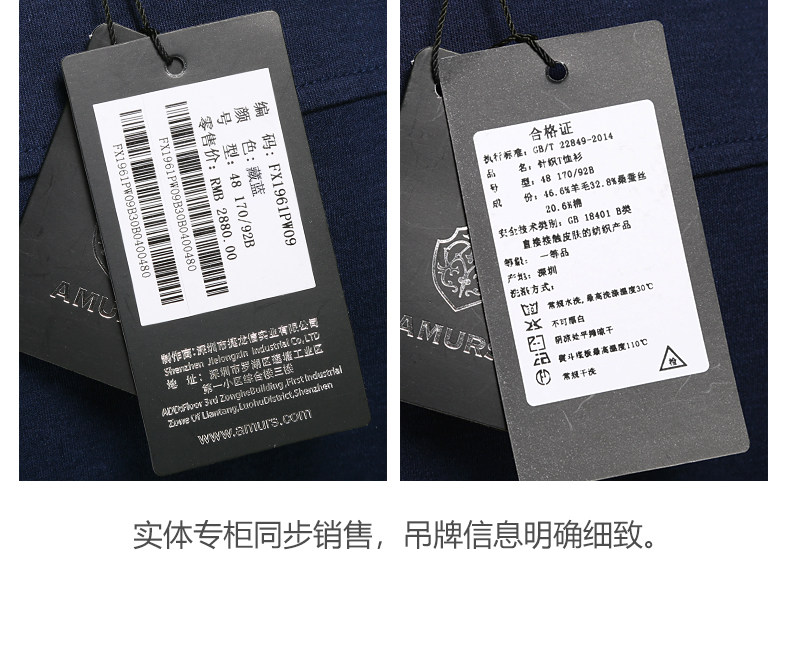 编 码: FX1961PW09
颜 色: 藏蓝
号 型: 48 170/92B
零售价: RMB 2880.00
FX1961PW09B30B0400480
FX1961PW09B30B0400480
制作商:深圳市捷龙信实业有限公司
Shenzhen Jielongxin Industrial Co,LTD
地 址: 深圳市罗湖区莲塘工业区
第一小区综合楼三楼
ADD:Floor 3rd ZongheBuilding,First Industrial
Zone Of Liantang,LuohuDistrict,Shenzhen
www.amurs.com
AMURS
合格证
执行标准: GB/T 22849-2014
品 名: 针织T恤衫
号 型: 48 170/92B
成 份: 46.6%羊毛32.8%桑蚕丝
20.6%棉
安全技术类别: GB 18401 B类
直接接触皮肤的纺织产品
等级: 一等品
产地: 深圳
洗涤方式:
常规水洗,最高洗涤温度30℃
不可漂白
阴凉处平摊晾干
熨斗底板最高温度110℃
常规干洗
检
AMURS
实体专柜同步销售，吊牌信息明确细致。